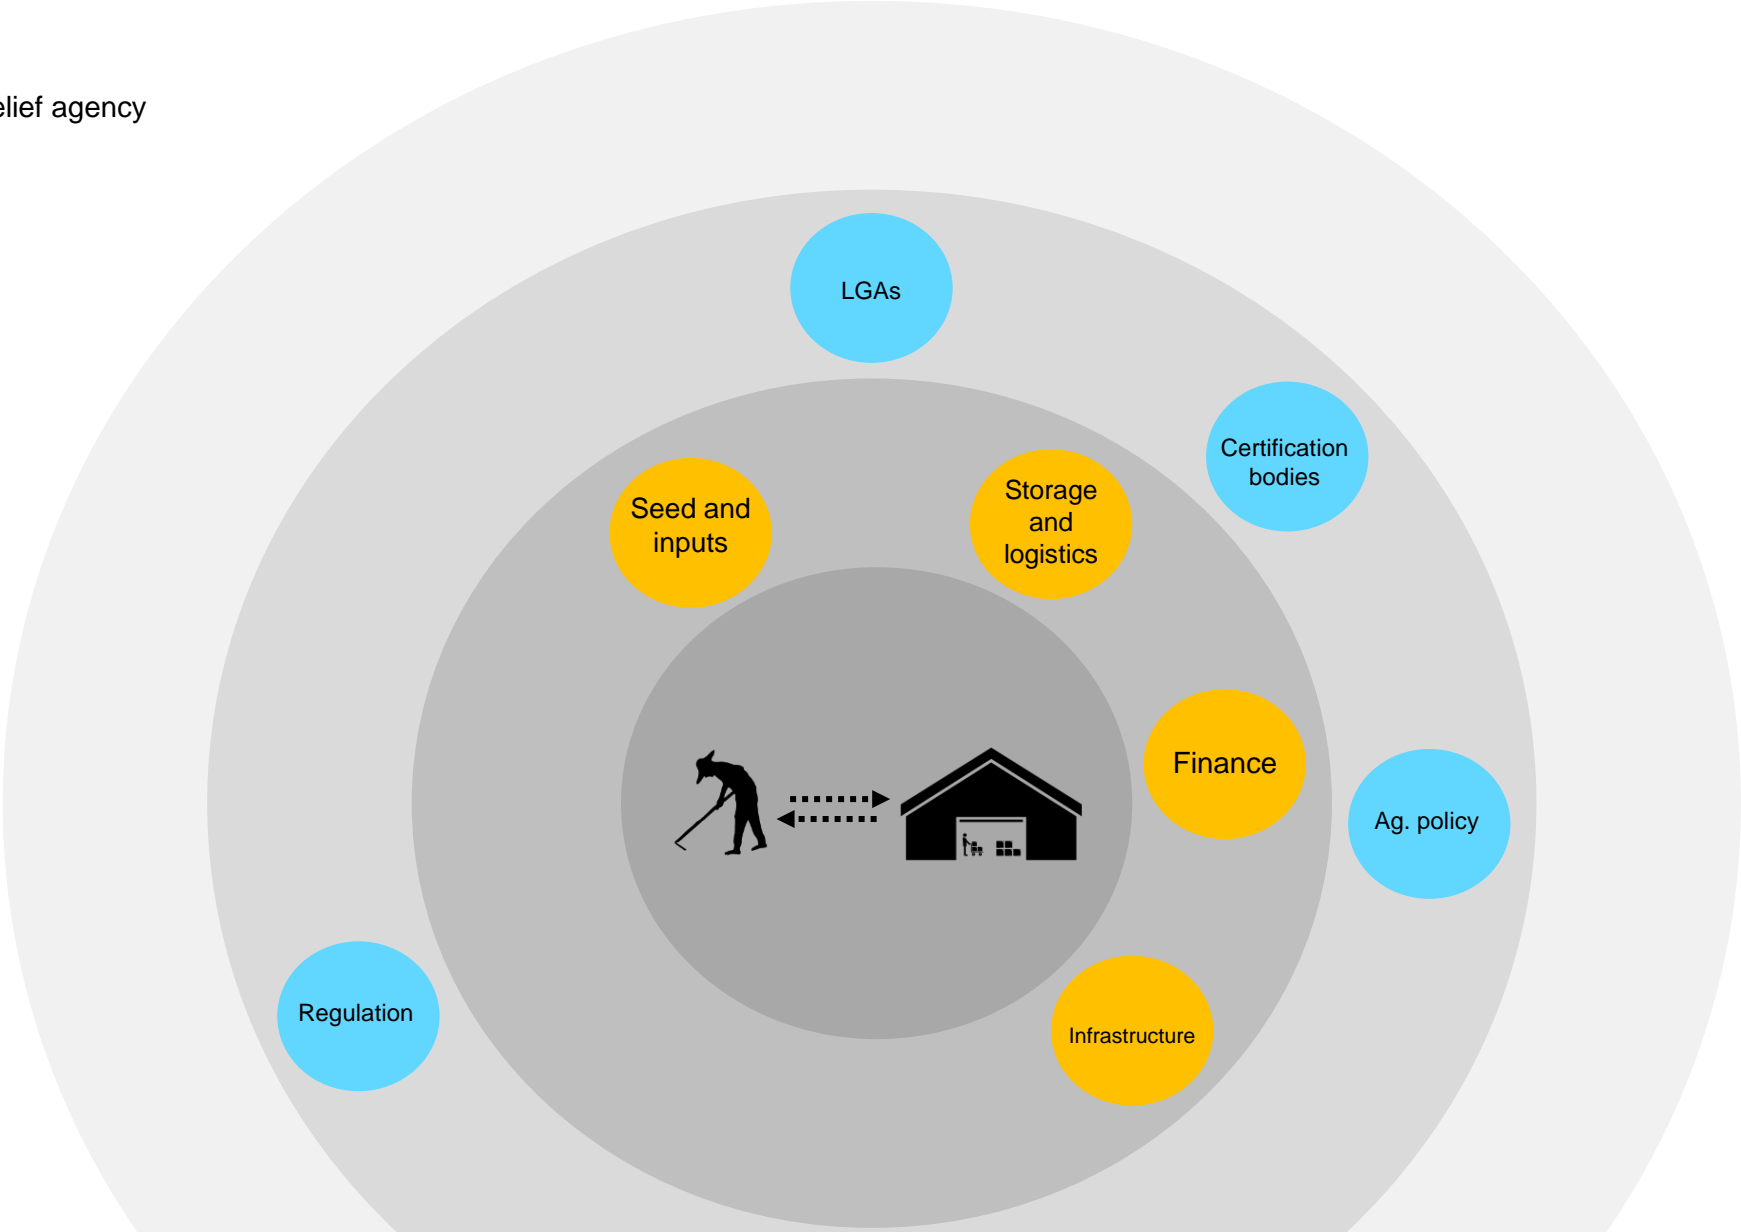 elief agency
LGAs
Certification
bodies
Seed and
inputs
Storage
and
logistics
Finance
Ag. policy
Regulation
Infrastructure